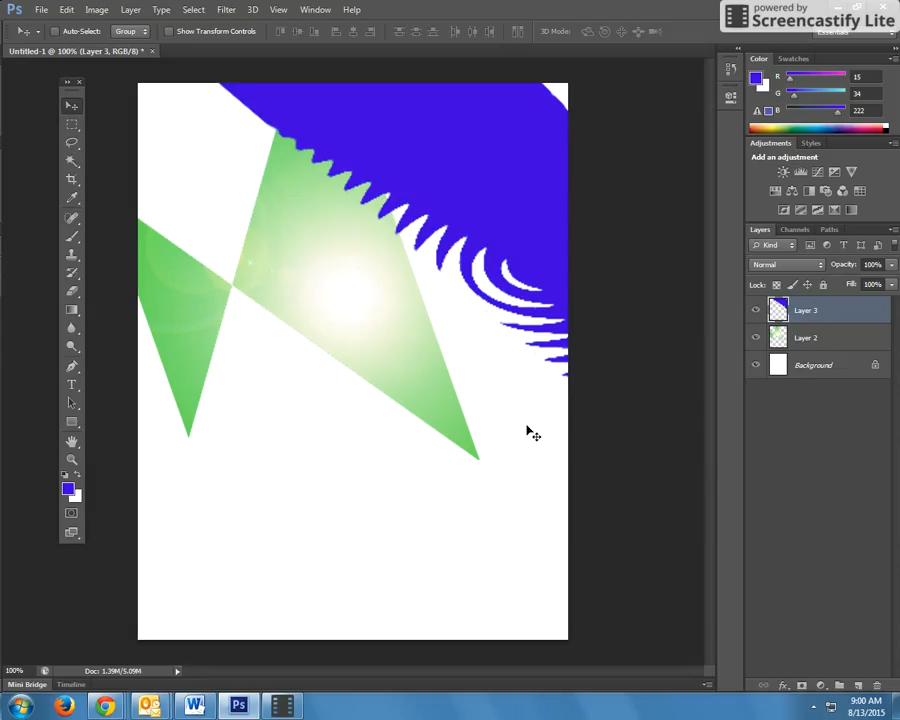 Ps File Edit Image Layer Type Select Filter 3D View Window Help
powered by
Screencastify Lite
Auto-Select: Group Show Transform Controls 3D Mode: Essentials
Untitled-1 @ 100% (Layer 3, RGB/8) * ×
Color Swatches
R 15
G 34
B 222
Adjustments Styles
Add an adjustment
Layers Channels Paths
Kind
Normal Opacity: 100%
Lock: Fill: 100%
Layer 3
Layer 2
Background
T
100% Doc: 1.39M/5.09M
Mini Bridge Timeline
fx
W Ps
9:00 AM
8/13/2015